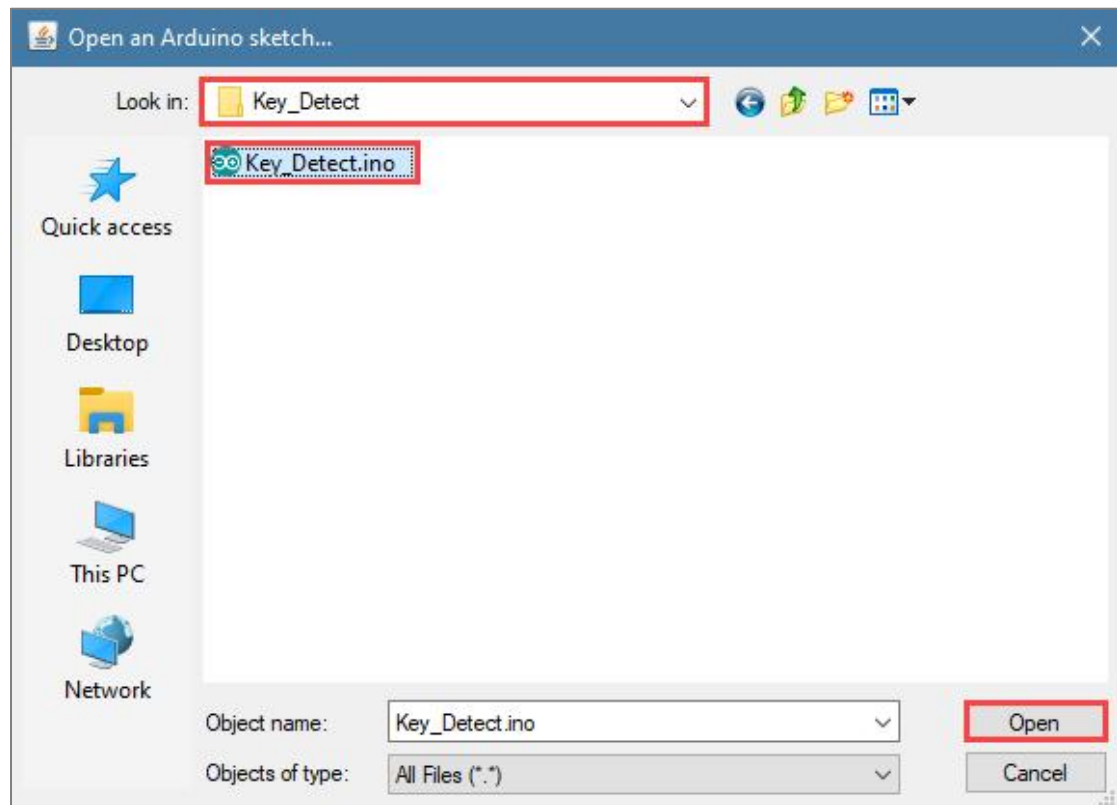 Open an Arduino sketch...
Look in: Key_Detect
Key_Detect.ino
Quick access
Desktop
Libraries
This PC
Network
Object name: Key_Detect.ino Open
Objects of type: All Files (*.*) Cancel